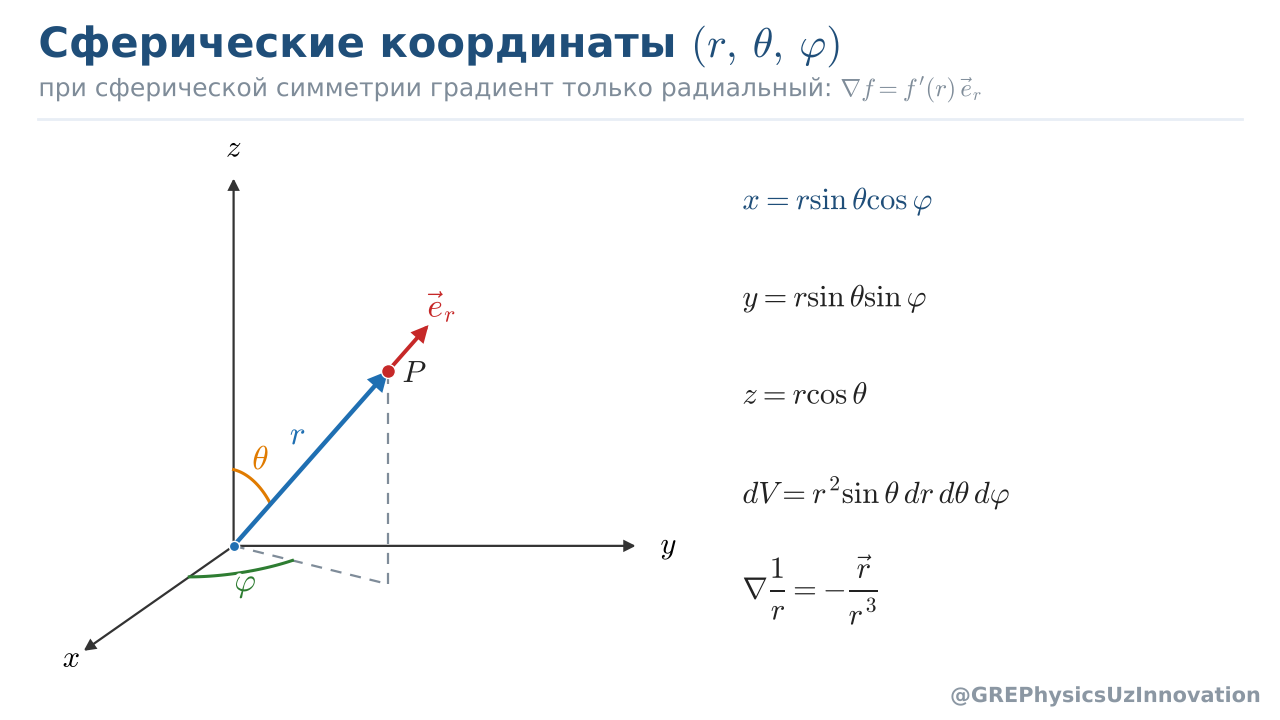 Сферические координаты (r, θ, φ)
при сферической симметрии градиент только радиальный: ∇f = f′(r) e⃗_r
z
x = r sin θ cos φ
e⃗_r
y = r sin θ sin φ
P
z = r cos θ
r
θ
dV = r² sin θ dr dθ dφ
y
φ
∇ 1/r = − r⃗/r³
x
@GREPhysicsUzInnovation